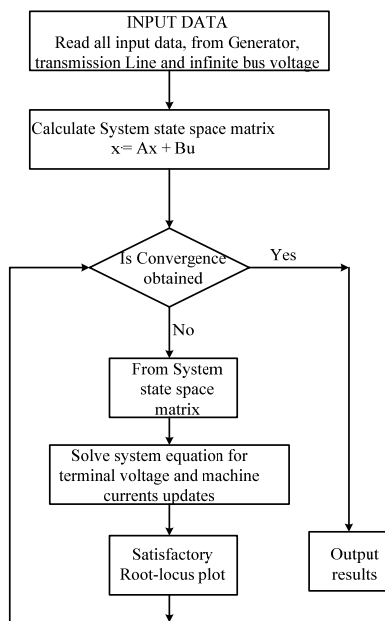 INPUT DATA
Read all input data, from Generator,
transmission Line and infinite bus voltage
Calculate System state space matrix
x·= Ax + Bu
Is Convergence
obtained
Yes
No
From System
state space
matrix
Solve system equation for
terminal voltage and machine
currents updates
Satisfactory
Root-locus plot
Output
results